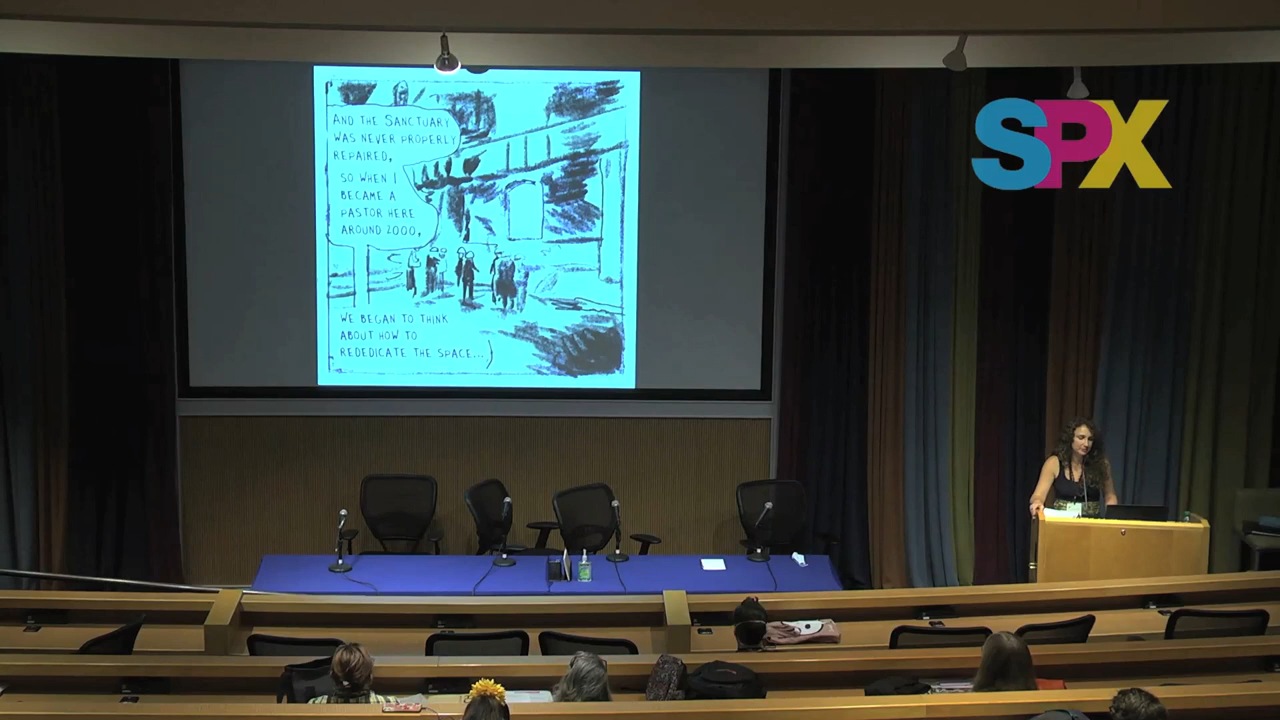 AND THE SANCTUARY
WAS NEVER PROPERLY
REPAIRED,
SO WHEN I
BECAME A
PASTOR HERE
AROUND 2000,
WE BEGAN TO THINK
ABOUT HOW TO
REDEDICATE THE SPACE...
SPX